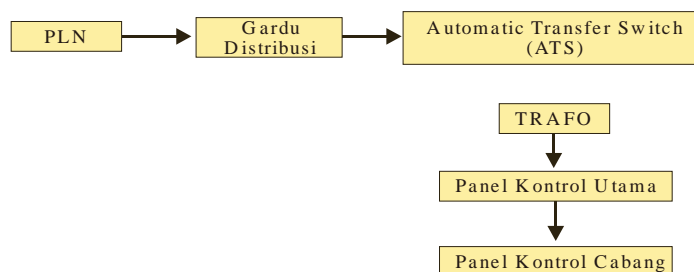 PLN
Gardu
Distribusi
Automatic Transfer Switch
(ATS)
TRAFO
Panel Kontrol Utama
Panel Kontrol Cabang